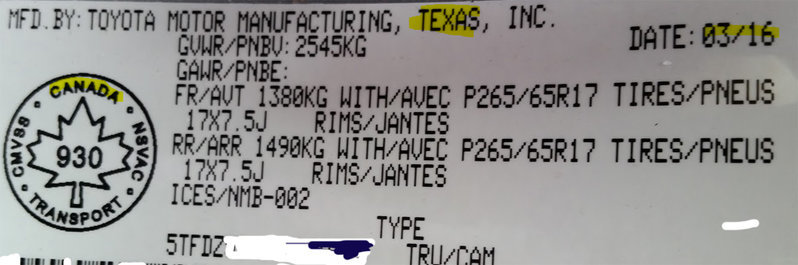 MFD.BY: TOYOTA MOTOR MANUFACTURING, TEXAS, INC.
GVWR/PNBV: 2545KG
DATE: 03/16
GAWR/PNBE:
FR/AVT 1380KG WITH/AVEC P265/65R17 TIRES/PNEUS
17X7.5J RIMS/JANTES
RR/ARR 1490KG WITH/AVEC P265/65R17 TIRES/PNEUS
17X7.5J RIMS/JANTES
ICES/NMB-002
CANADA
CMVSS
930
NSVAC
TRANSPORT
TYPE
5TFDZ
TRU/CAM